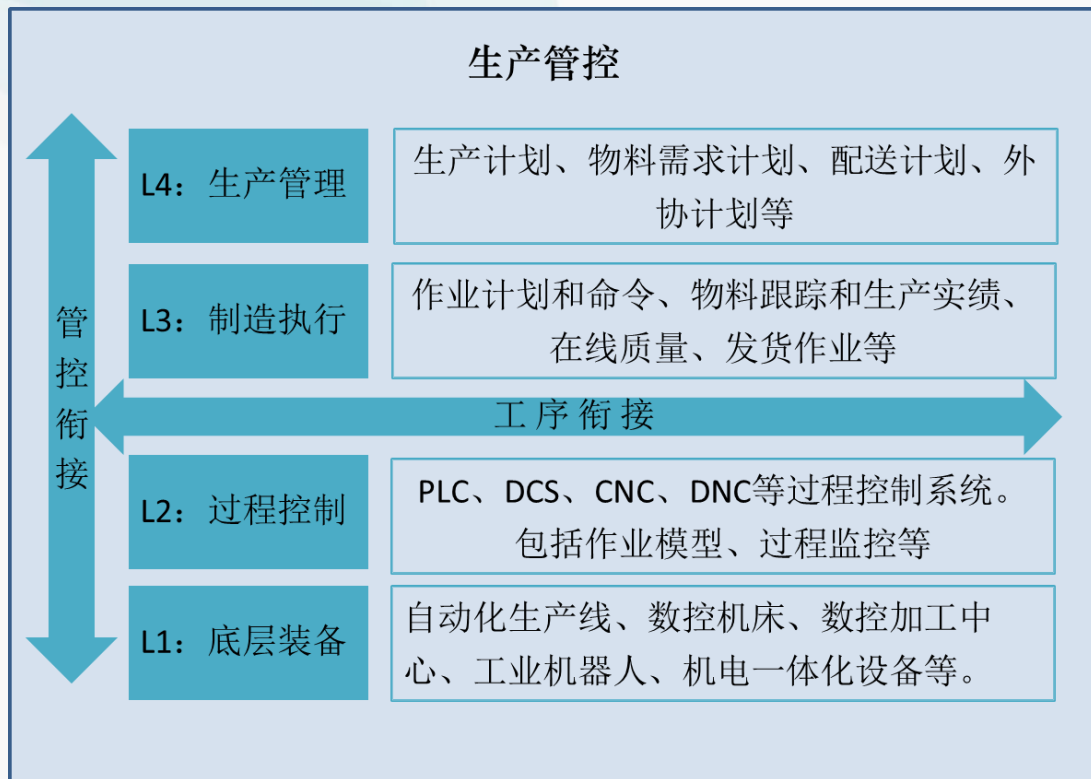 生产管控
L4：生产管理
生产计划、物料需求计划、配送计划、外
协计划等
L3：制造执行
作业计划和命令、物料跟踪和生产实绩、
在线质量、发货作业等
管控衔接
工序衔接
L2：过程控制
PLC、DCS、CNC、DNC等过程控制系统。
包括作业模型、过程监控等
L1：底层装备
自动化生产线、数控机床、数控加工中
心、工业机器人、机电一体化设备等。